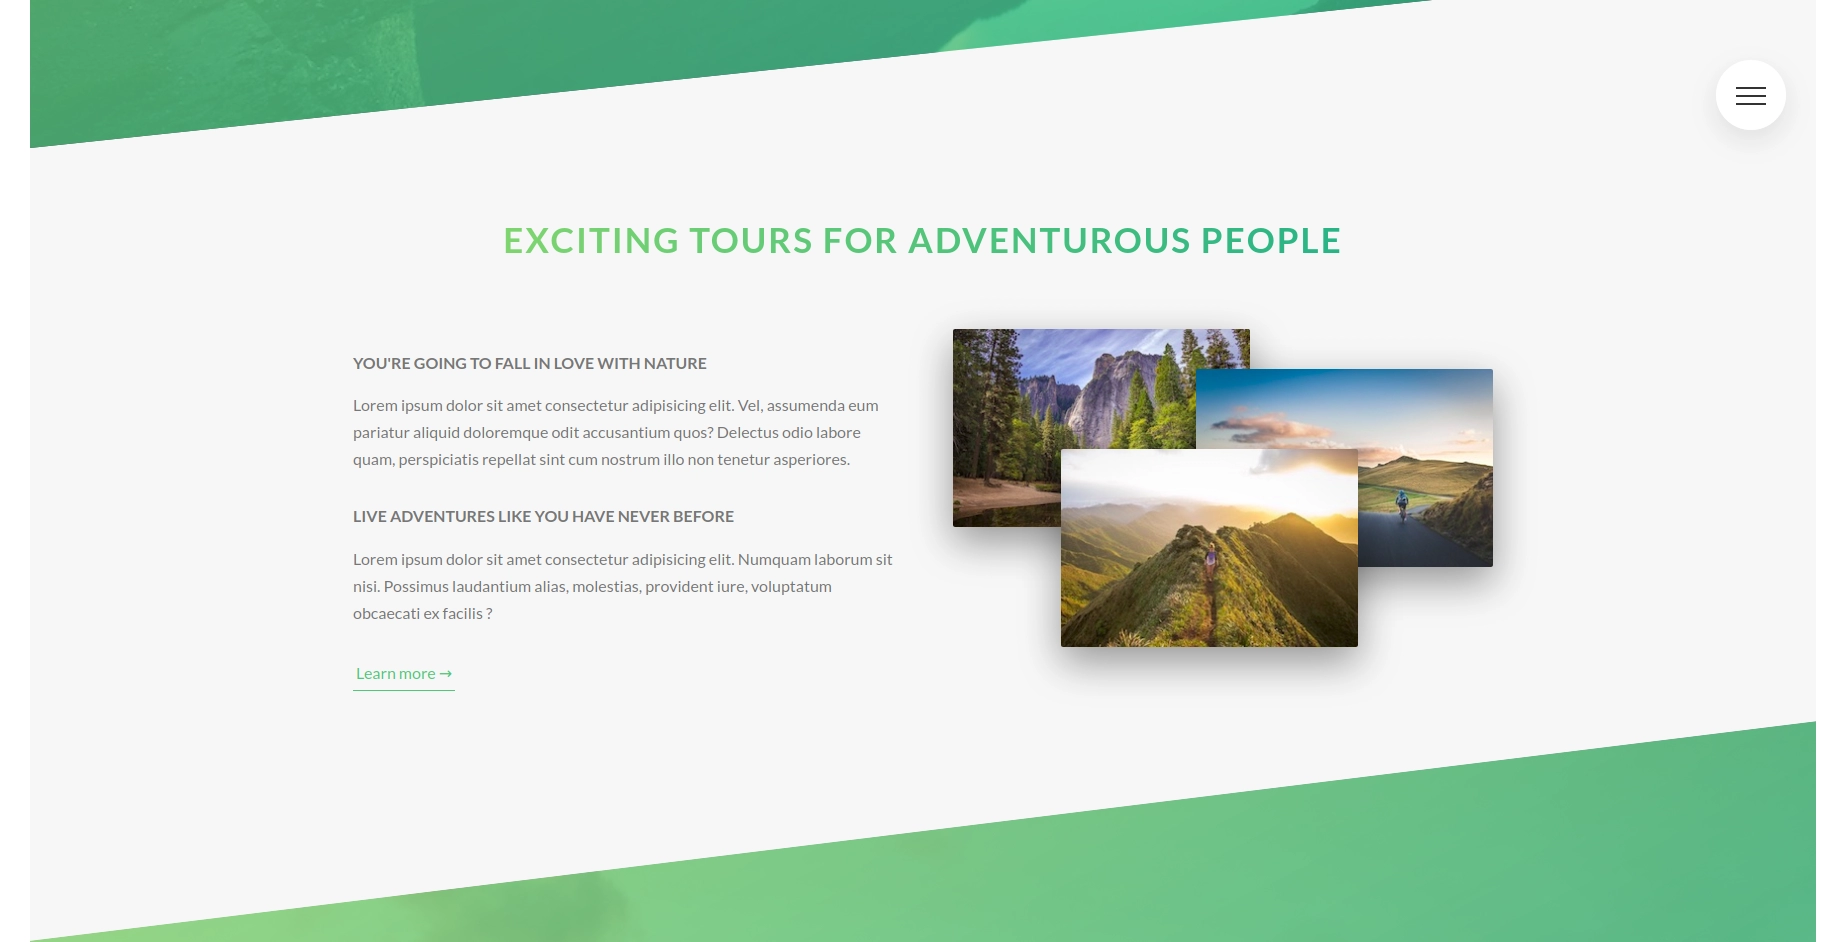 EXCITING TOURS FOR ADVENTUROUS PEOPLE
YOU'RE GOING TO FALL IN LOVE WITH NATURE
Lorem ipsum dolor sit amet consectetur adipisicing elit. Vel, assumenda eum
pariatur aliquid doloremque odit accusantium quos? Delectus odio labore
quam, perspiciatis repellat sint cum nostrum illo non tenetur asperiores.
LIVE ADVENTURES LIKE YOU HAVE NEVER BEFORE
Lorem ipsum dolor sit amet consectetur adipisicing elit. Numquam laborum sit
nisi. Possimus laudantium alias, molestias, provident iure, voluptatum
obcaecati ex facilis ?
Learn more →